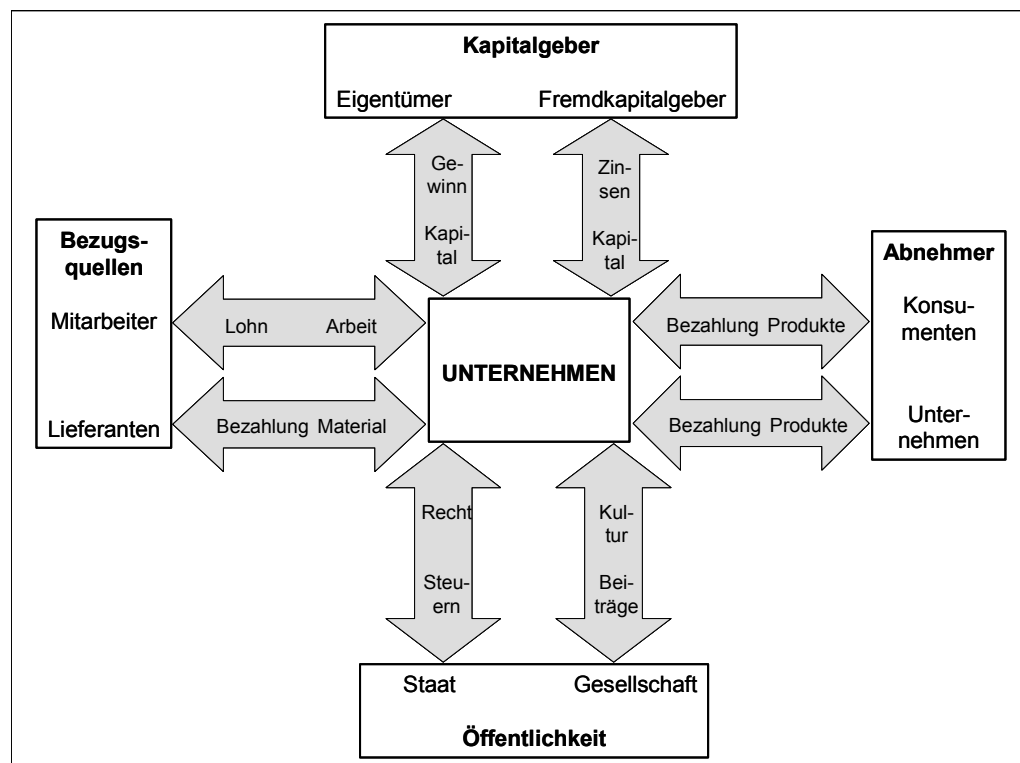 Kapitalgeber
Eigentümer Fremdkapitalgeber
Ge-
winn
Kapi-
tal
Zin-
sen
Kapi-
tal
Bezugs-
quellen
Mitarbeiter
Lieferanten
Lohn Arbeit
Bezahlung Material
UNTERNEHMEN
Bezahlung Produkte
Bezahlung Produkte
Abnehmer
Konsu-
menten
Unter-
nehmen
Recht
Steu-
ern
Kul-
tur
Bei-
träge
Staat Gesellschaft
Öffentlichkeit